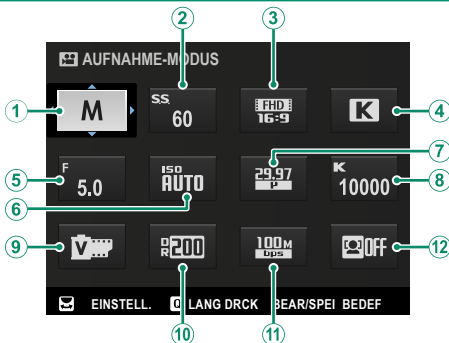 2 3
AUFNAHME-MODUS
1 M S.S. 60 FHD 16:9 K 4
7
5 F 5.0 ISO AUTO 29.97 P K 10000 8
6
9 V DR 200 100M bps OFF 12
EINSTELL. Q LANG DRCK BEAR/SPEI BEDEF
10 11